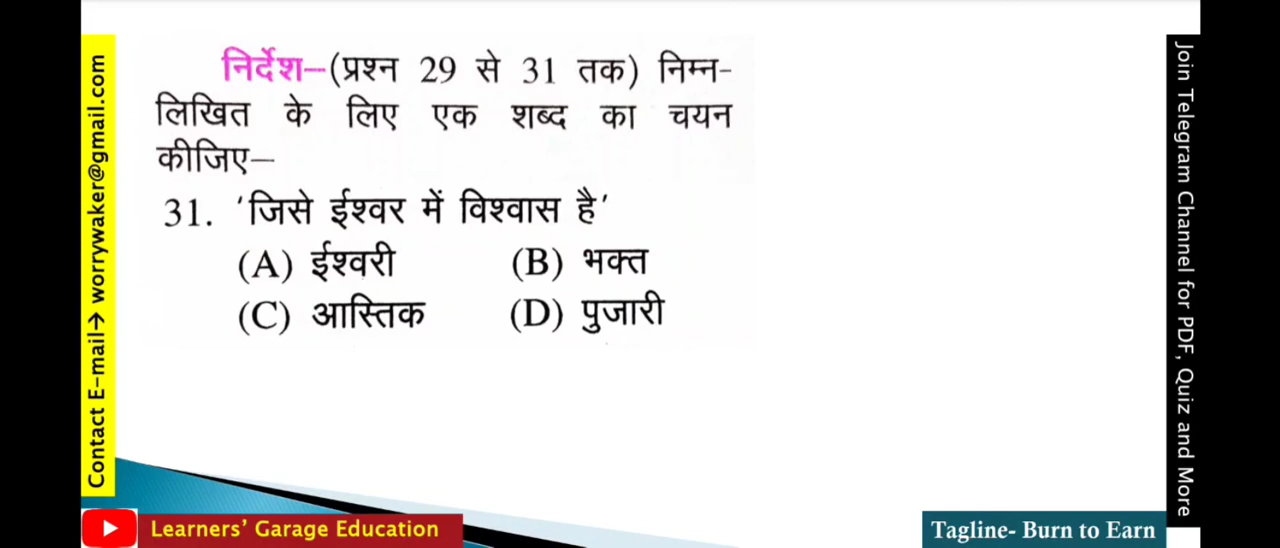 निर्देश–(प्रश्न 29 से 31 तक) निम्न-
लिखित के लिए एक शब्द का चयन
कीजिए–
31. 'जिसे ईश्वर में विश्वास है'
(A) ईश्वरी (B) भक्त
(C) आस्तिक (D) पुजारी
Contact E-mail→ worrywaker@gmail.com
Join Telegram Channel for PDF, Quiz and More
Learners' Garage Education
Tagline- Burn to Earn